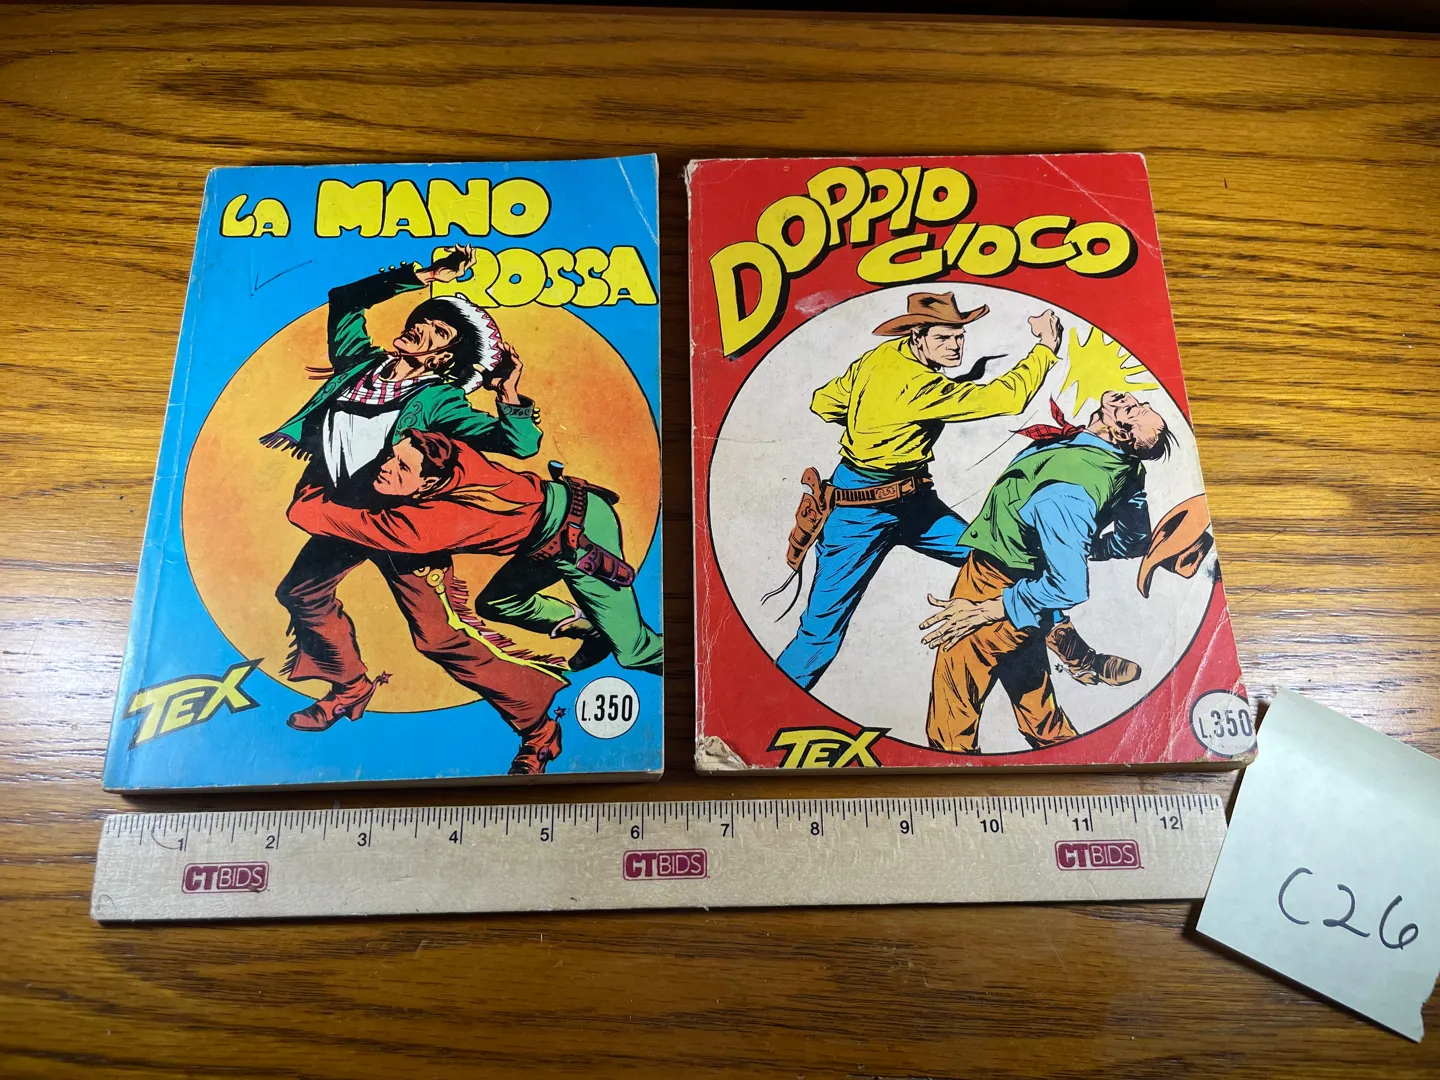 LA MANO
ROSSA
TEX
L.350
DOPPIO
GIOCO
TEX
L.350
1 2 3 4 5 6 7 8 9 10 11 12
CTBIDS CTBIDS CTBIDS
C26